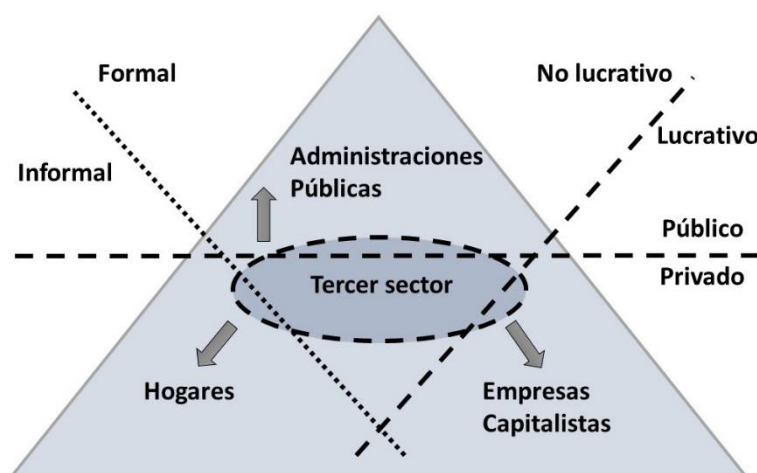 Formal
No lucrativo
Lucrativo
Informal
Administraciones
Públicas
Público
Privado
Tercer sector
Hogares
Empresas
Capitalistas